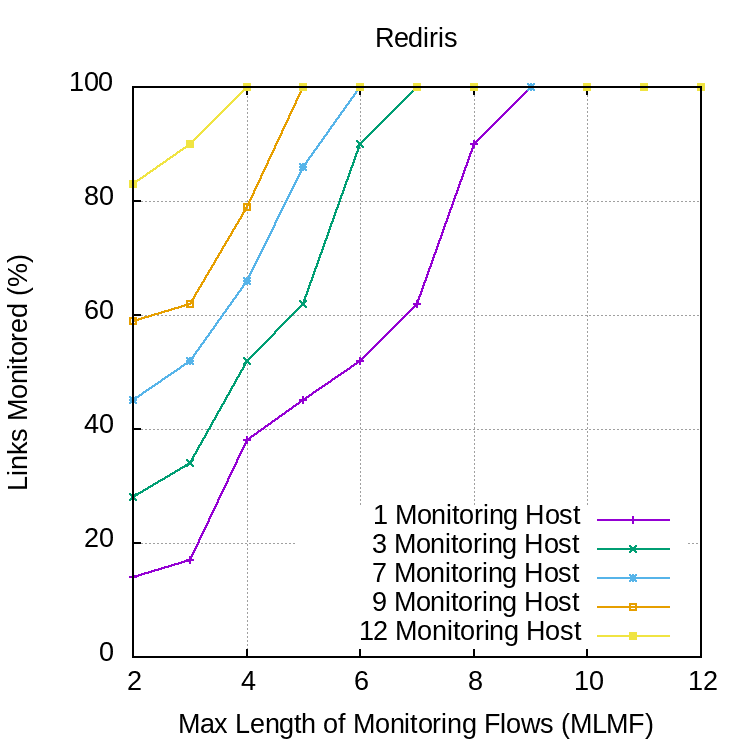 Rediris
100
80
60
40
20
0
Links Monitored (%)
1 Monitoring Host
3 Monitoring Host
7 Monitoring Host
9 Monitoring Host
12 Monitoring Host
2 4 6 8 10 12
Max Length of Monitoring Flows (MLMF)